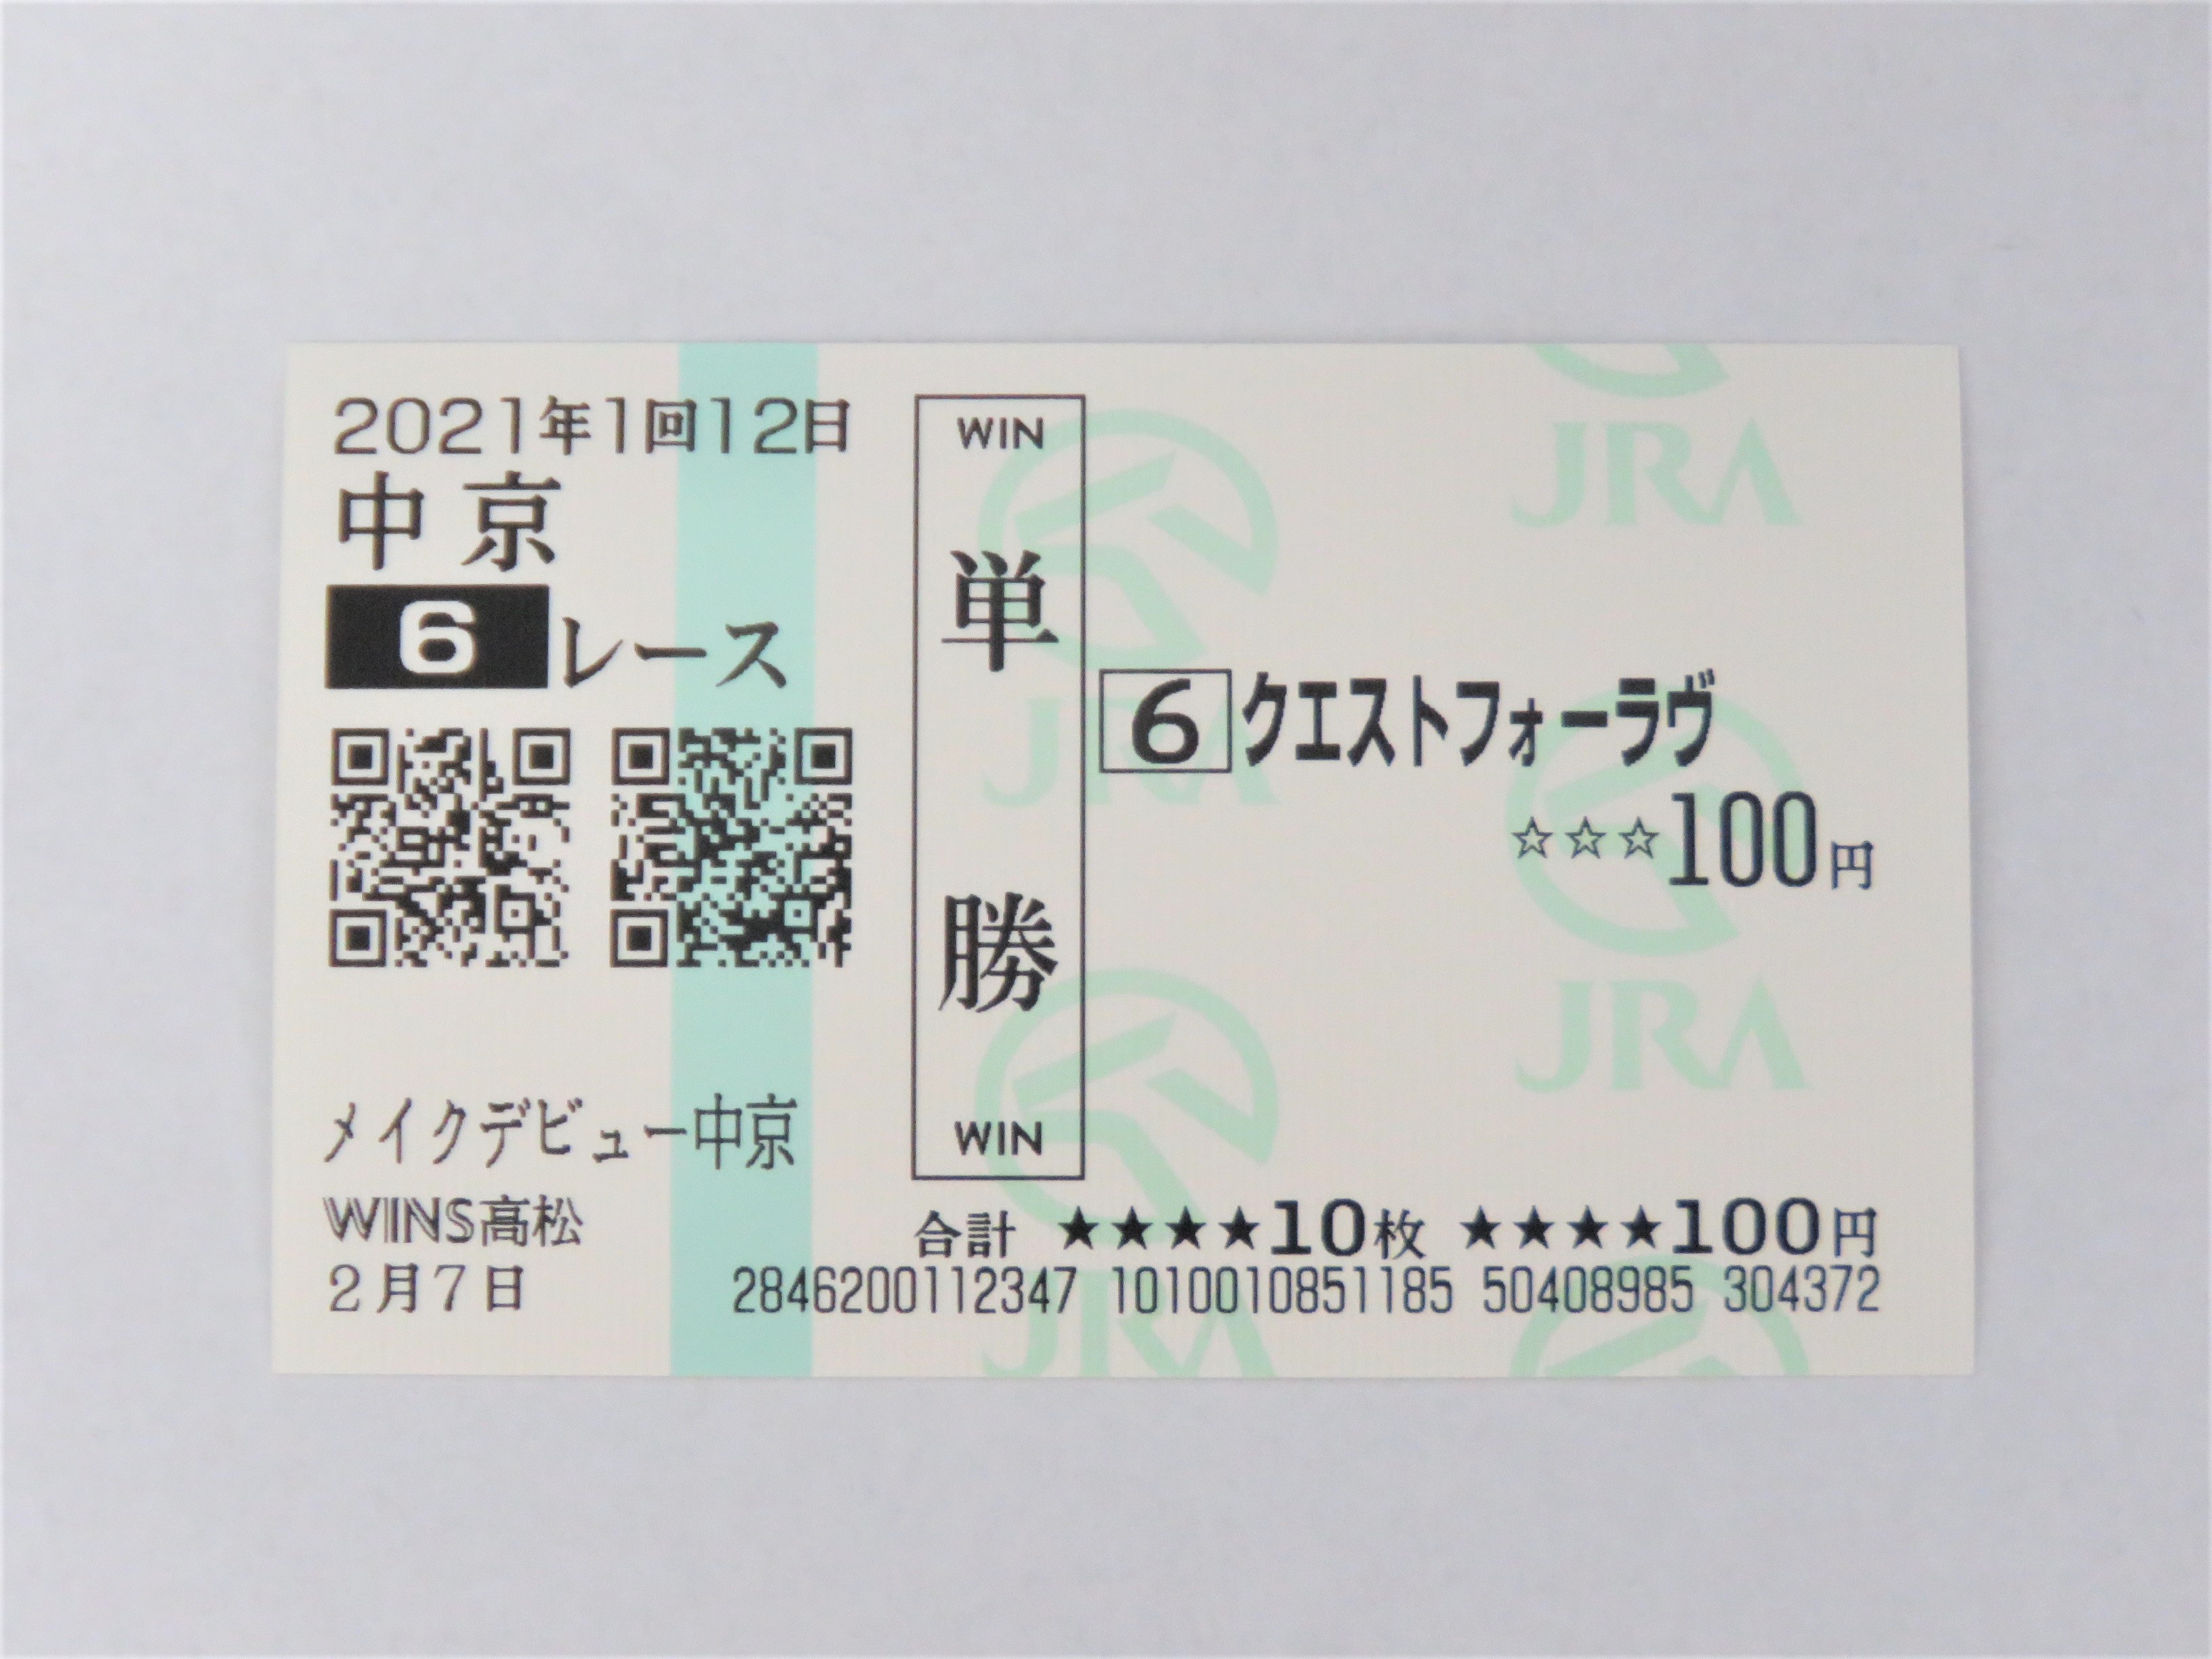 2021年1回12日
中京
6レース
メイクデビュー中京
WINS高松
2月7日
WIN
単勝
WIN
6 クエストフォーラヴ
☆☆☆100円
合計 ★★★★10枚 ★★★★100円
2846200112347 1010010851185 50408985 304372
JRA
JRA
JRA
JRA